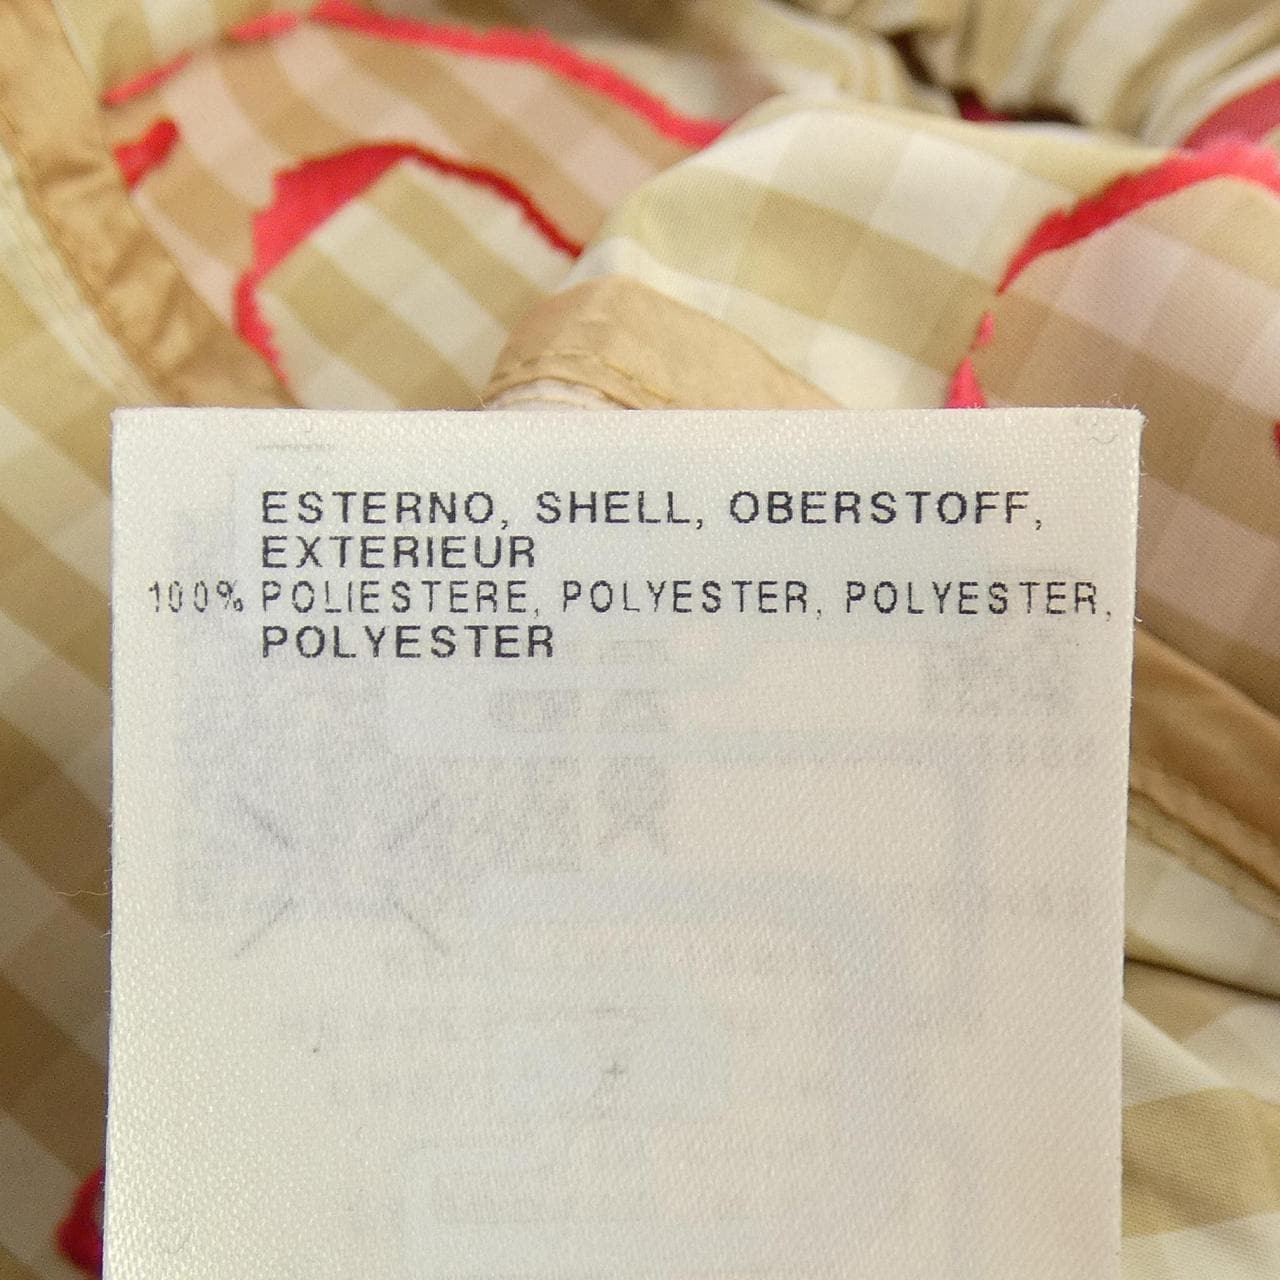 ESTERNO, SHELL, OBERSTOFF,
EXTERIEUR
100% POLIESTERE, POLYESTER, POLYESTER,
POLYESTER